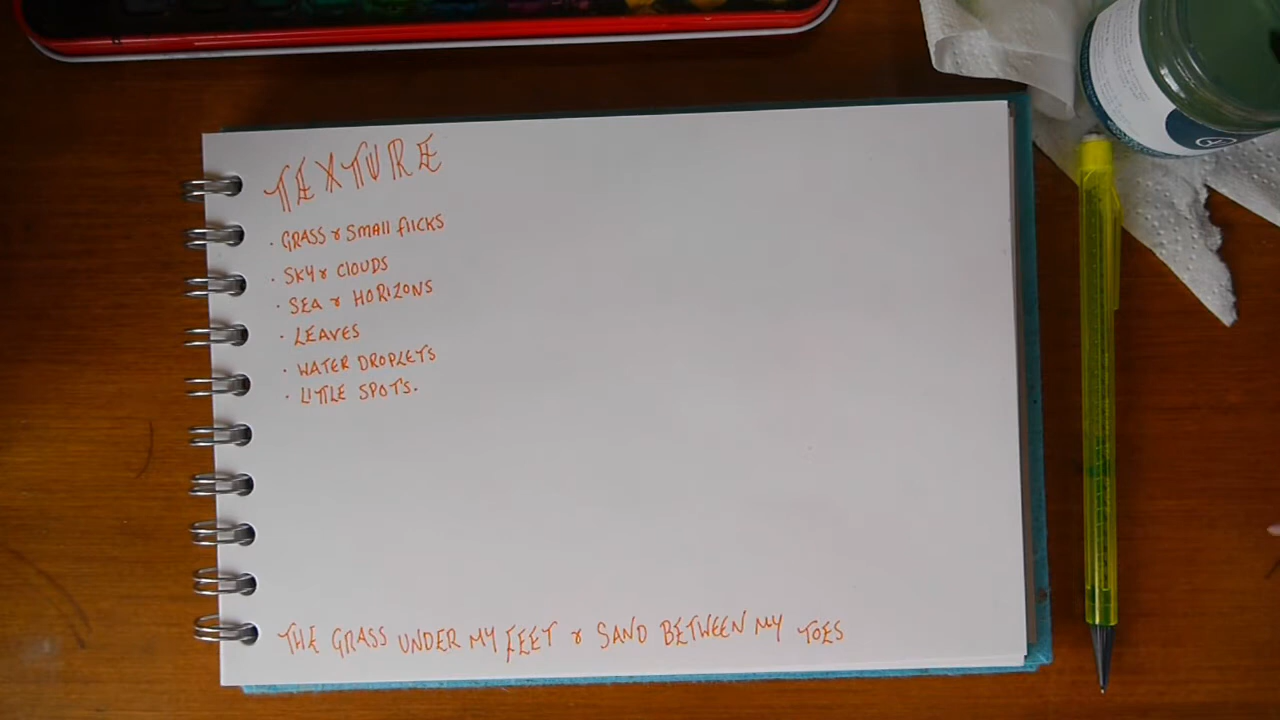 TEXTURE
· GRASS & SMALL FLICKS
· SKY & CLOUDS
· SEA & HORIZONS
· LEAVES
· WATER DROPLETS
· LITTLE SPOTS.
THE GRASS UNDER MY FEET & SAND BETWEEN MY TOES